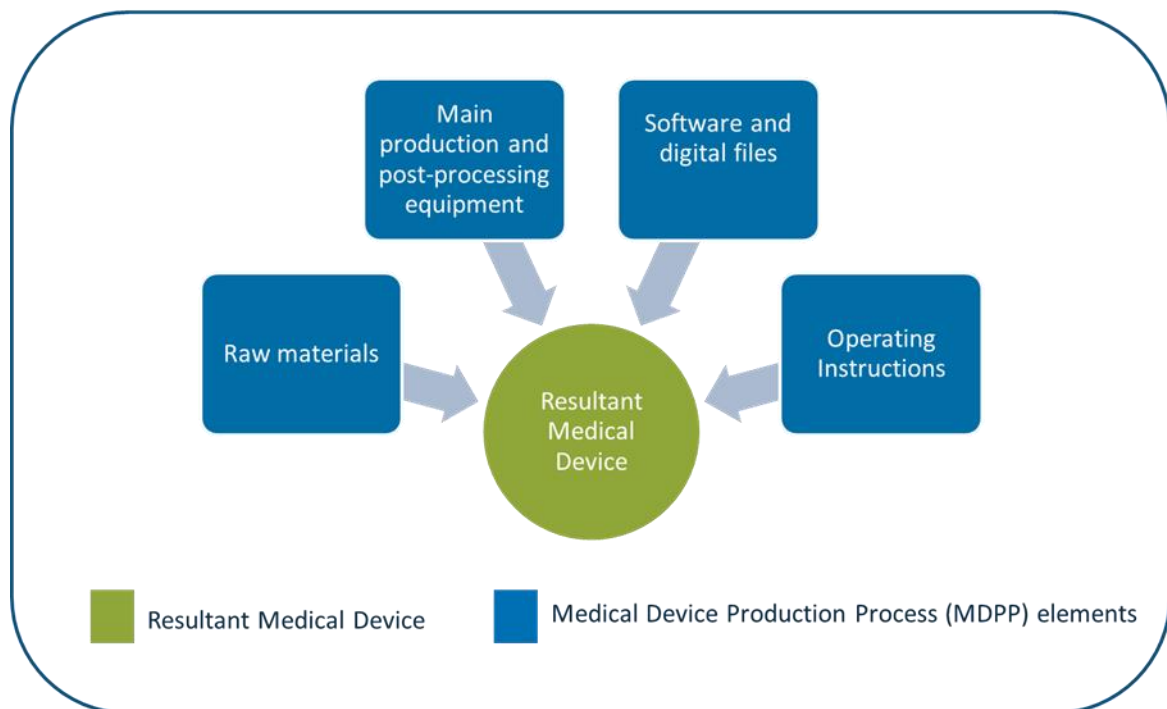 Main
production and
post-processing
equipment
Software and
digital files
Raw materials
Operating
Instructions
Resultant
Medical
Device
Resultant Medical Device
Medical Device Production Process (MDPP) elements